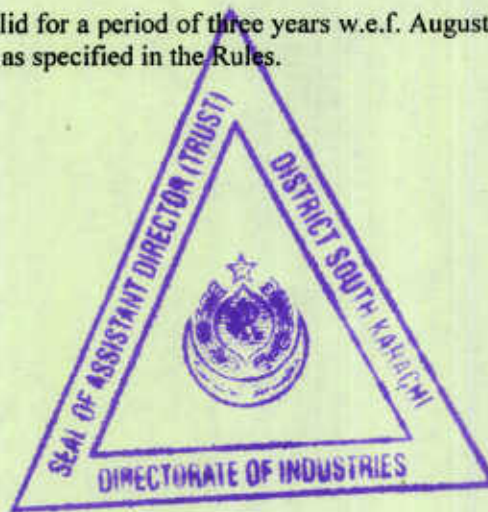 lid for a period of three years w.e.f. August
as specified in the Rules.
SEAL OF ASSISTANT DIRECTOR (TRUST)
DISTRICT SOUTH KARACHI
DIRECTORATE OF INDUSTRIES